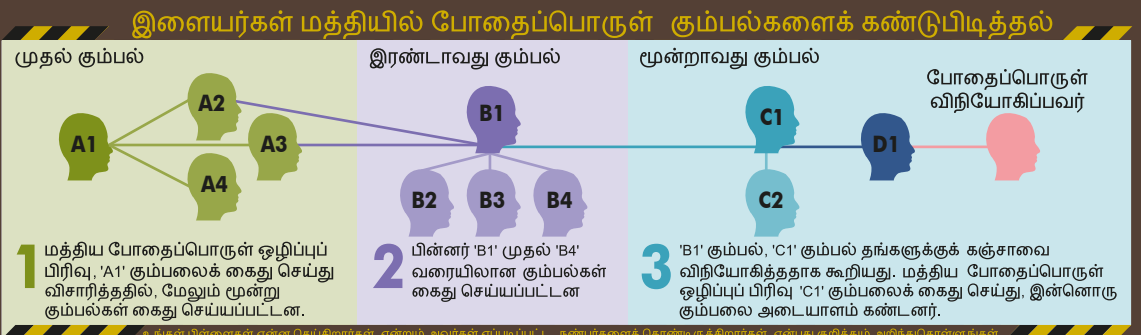 இளையர்கள் மத்தியில் போதைப்பொருள் கும்பல்களைக் கண்டுபிடித்தல்
முதல் கும்பல்
A1
A2
A3
A4
1 மத்திய போதைப்பொருள் ஒழிப்புப்
பிரிவு, 'A1' கும்பலைக் கைது செய்து
விசாரித்ததில், மேலும் மூன்று
கும்பல்கள் கைது செய்யப்பட்டன.
இரண்டாவது கும்பல்
B1
B2
B3
B4
2 பின்னர் 'B1' முதல் 'B4'
வரையிலான கும்பல்கள்
கைது செய்யப்பட்டன
மூன்றாவது கும்பல்
போதைப்பொருள்
விநியோகிப்பவர்
C1
D1
C2
3 'B1' கும்பல், 'C1' கும்பல் தங்களுக்குக் கஞ்சாவை
விநியோகித்ததாக கூறியது. மத்திய போதைப்பொருள்
ஒழிப்புப் பிரிவு 'C1' கும்பலைக் கைது செய்து, இன்னொரு
கும்பலை அடையாளம் கண்டனர்.